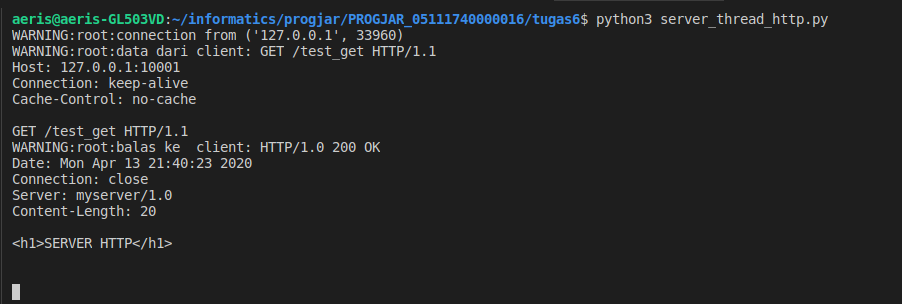 aeris@aeris-GL503VD:~/informatics/progjar/PROGJAR_05111740000016/tugas6$ python3 server_thread_http.py
WARNING:root:connection from ('127.0.0.1', 33960)
WARNING:root:data dari client: GET /test_get HTTP/1.1
Host: 127.0.0.1:10001
Connection: keep-alive
Cache-Control: no-cache
GET /test_get HTTP/1.1
WARNING:root:balas ke  client: HTTP/1.0 200 OK
Date: Mon Apr 13 21:40:23 2020
Connection: close
Server: myserver/1.0
Content-Length: 20
<h1>SERVER HTTP</h1>